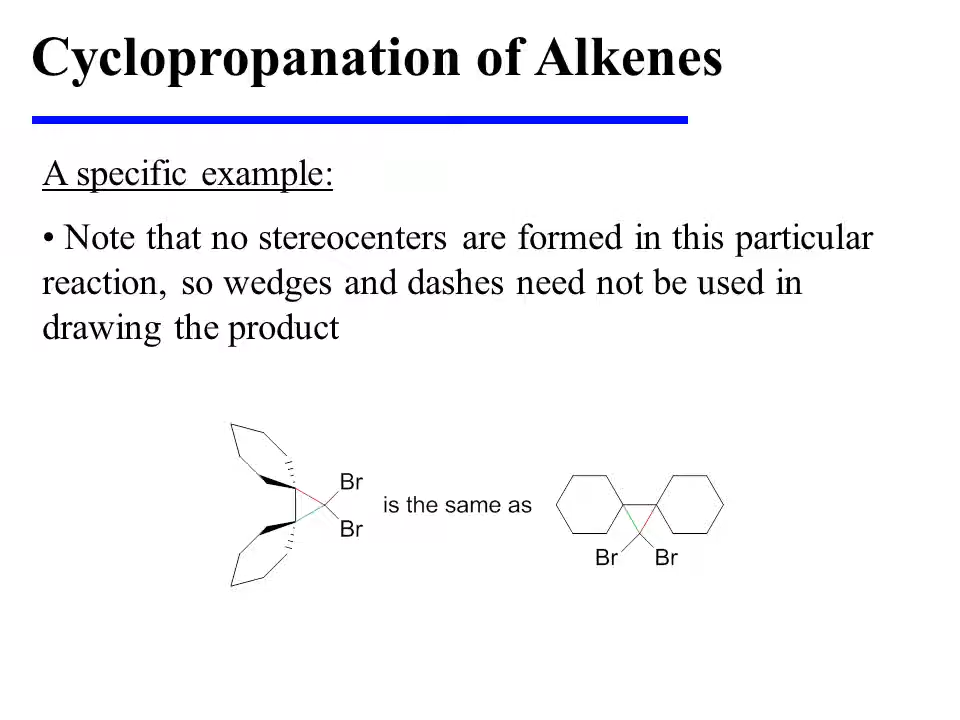 Cyclopropanation of Alkenes
A specific example:
• Note that no stereocenters are formed in this particular
reaction, so wedges and dashes need not be used in
drawing the product
Br
is the same as
Br
Br Br